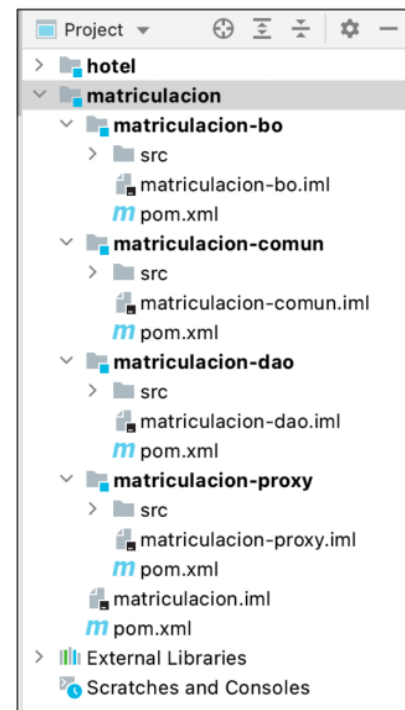 Project
hotel
matriculacion
matriculacion-bo
src
matriculacion-bo.iml
m pom.xml
matriculacion-comun
src
matriculacion-comun.iml
m pom.xml
matriculacion-dao
src
matriculacion-dao.iml
m pom.xml
matriculacion-proxy
src
matriculacion-proxy.iml
m pom.xml
matriculacion.iml
m pom.xml
External Libraries
Scratches and Consoles